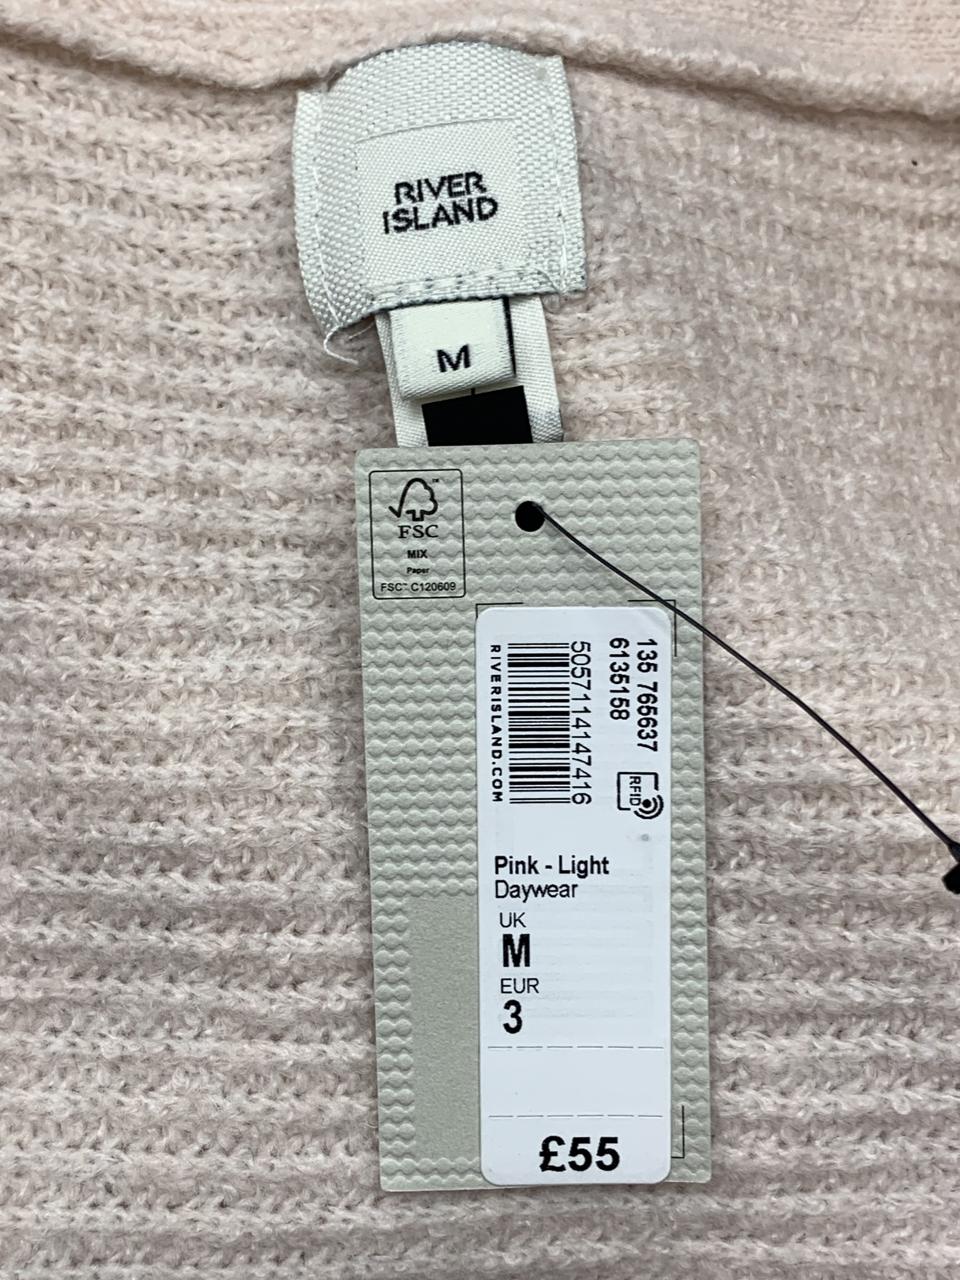 RIVER
ISLAND
M
FSC™
MIX
Paper
FSC™ C120609
135 765637
6135158
5057114147416
RIVERISLAND.COM
RFID
Pink - Light
Daywear
UK
M
EUR
3
£55